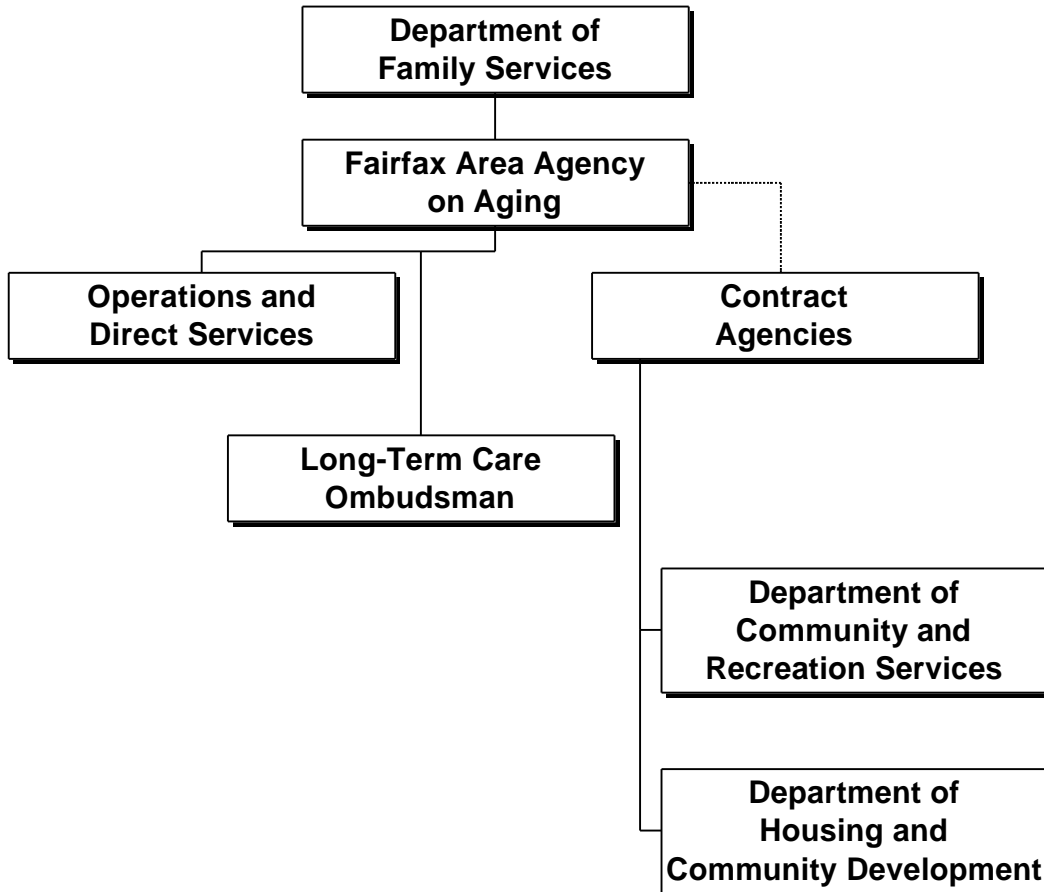 Department of
Family Services
Fairfax Area Agency
on Aging
Operations and
Direct Services
Contract
Agencies
Long-Term Care
Ombudsman
Department of
Community and
Recreation Services
Department of
Housing and
Community Development